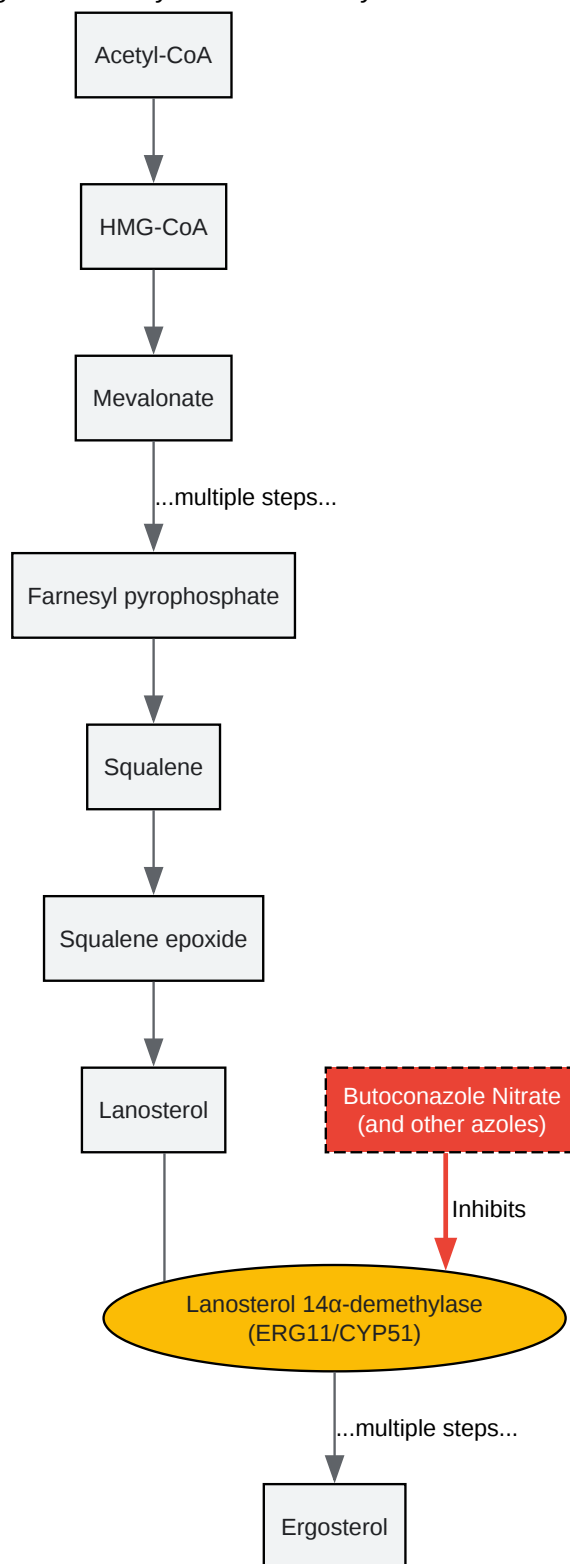 Acetyl-CoA
HMG-CoA
Mevalonate
...multiple steps...
Farnesyl pyrophosphate
Squalene
Squalene epoxide
Lanosterol
Butoconazole Nitrate
(and other azoles)
Inhibits
Lanosterol 14α-demethylase
(ERG11/CYP51)
...multiple steps...
Ergosterol